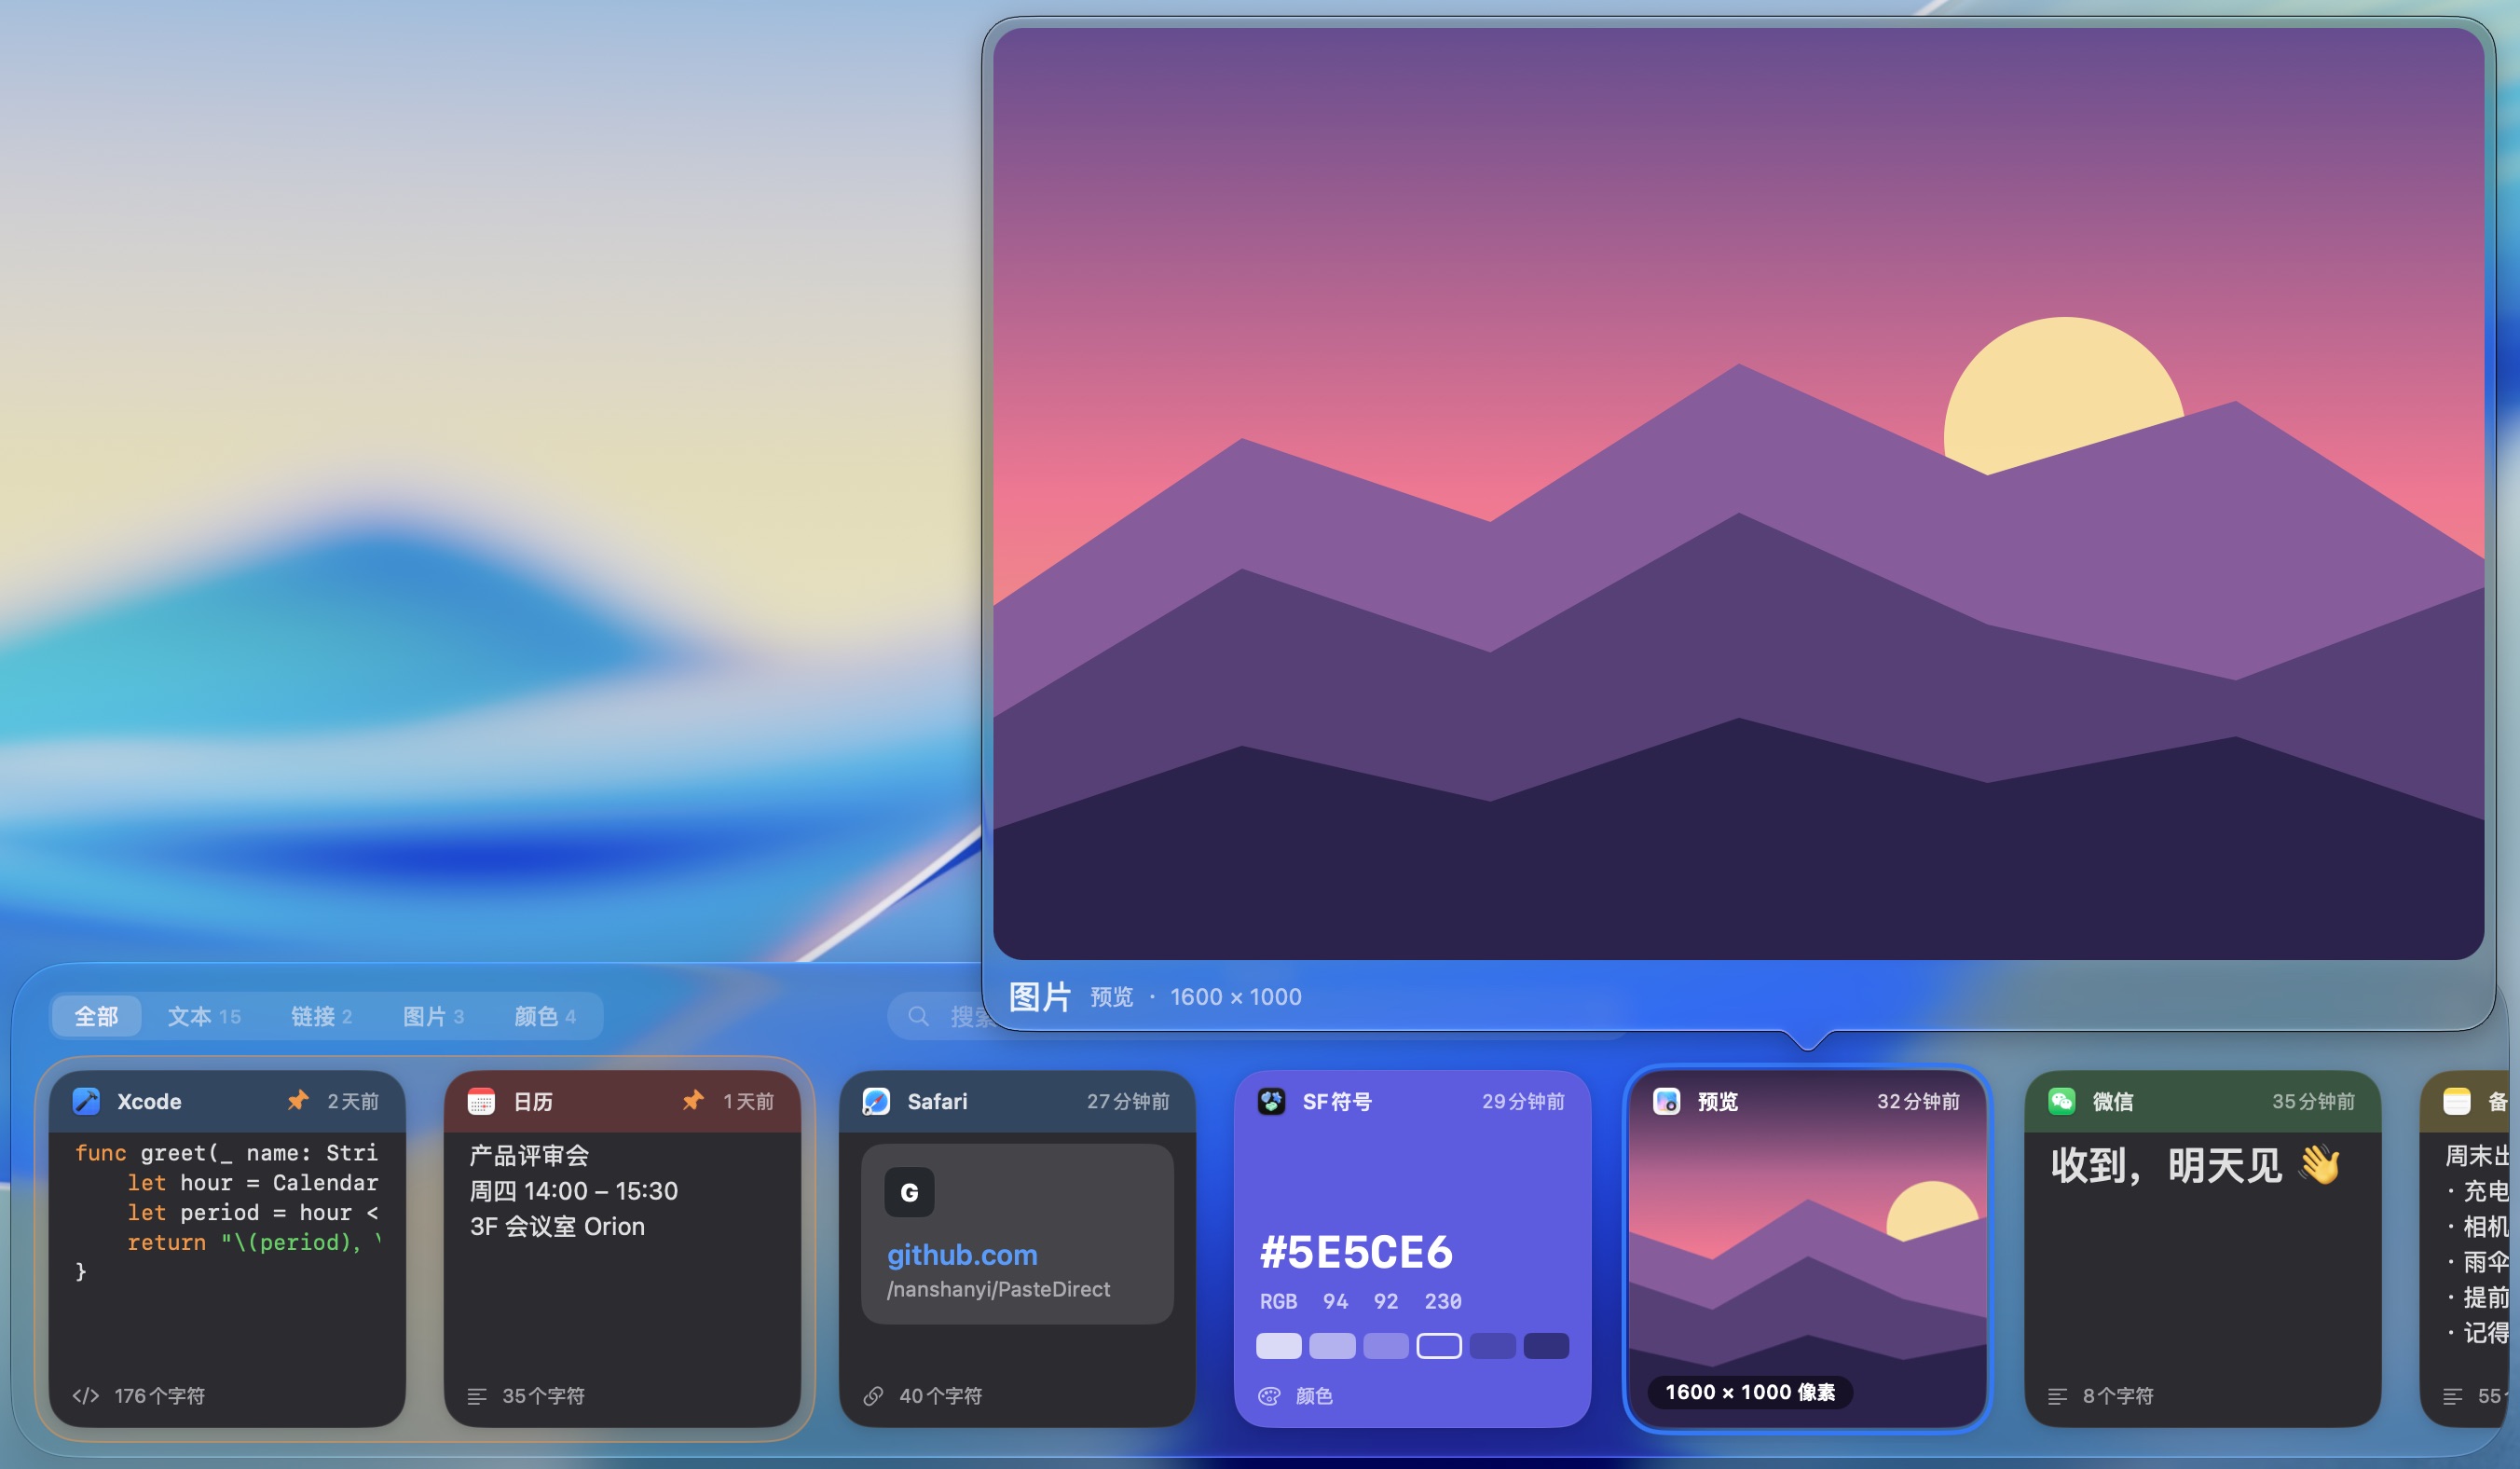 图片 预览 · 1600 × 1000
全部 文本 15 链接 2 图片 3 颜色 4
搜索
Xcode 2天前
func greet(_ name: Stri
let hour = Calendar
let period = hour <
return "\(period), \
}
176个字符
日历 1天前
产品评审会
周四 14:00 – 15:30
3F 会议室 Orion
35个字符
Safari 27分钟前
G
github.com
/nanshanyi/PasteDirect
40个字符
SF符号 29分钟前
#5E5CE6
RGB 94 92 230
颜色
预览 32分钟前
1600 × 1000 像素
微信 35分钟前
收到，明天见 👋
8个字符
备
周末出
· 充电
· 相机
· 雨伞
· 提前
· 记得
55